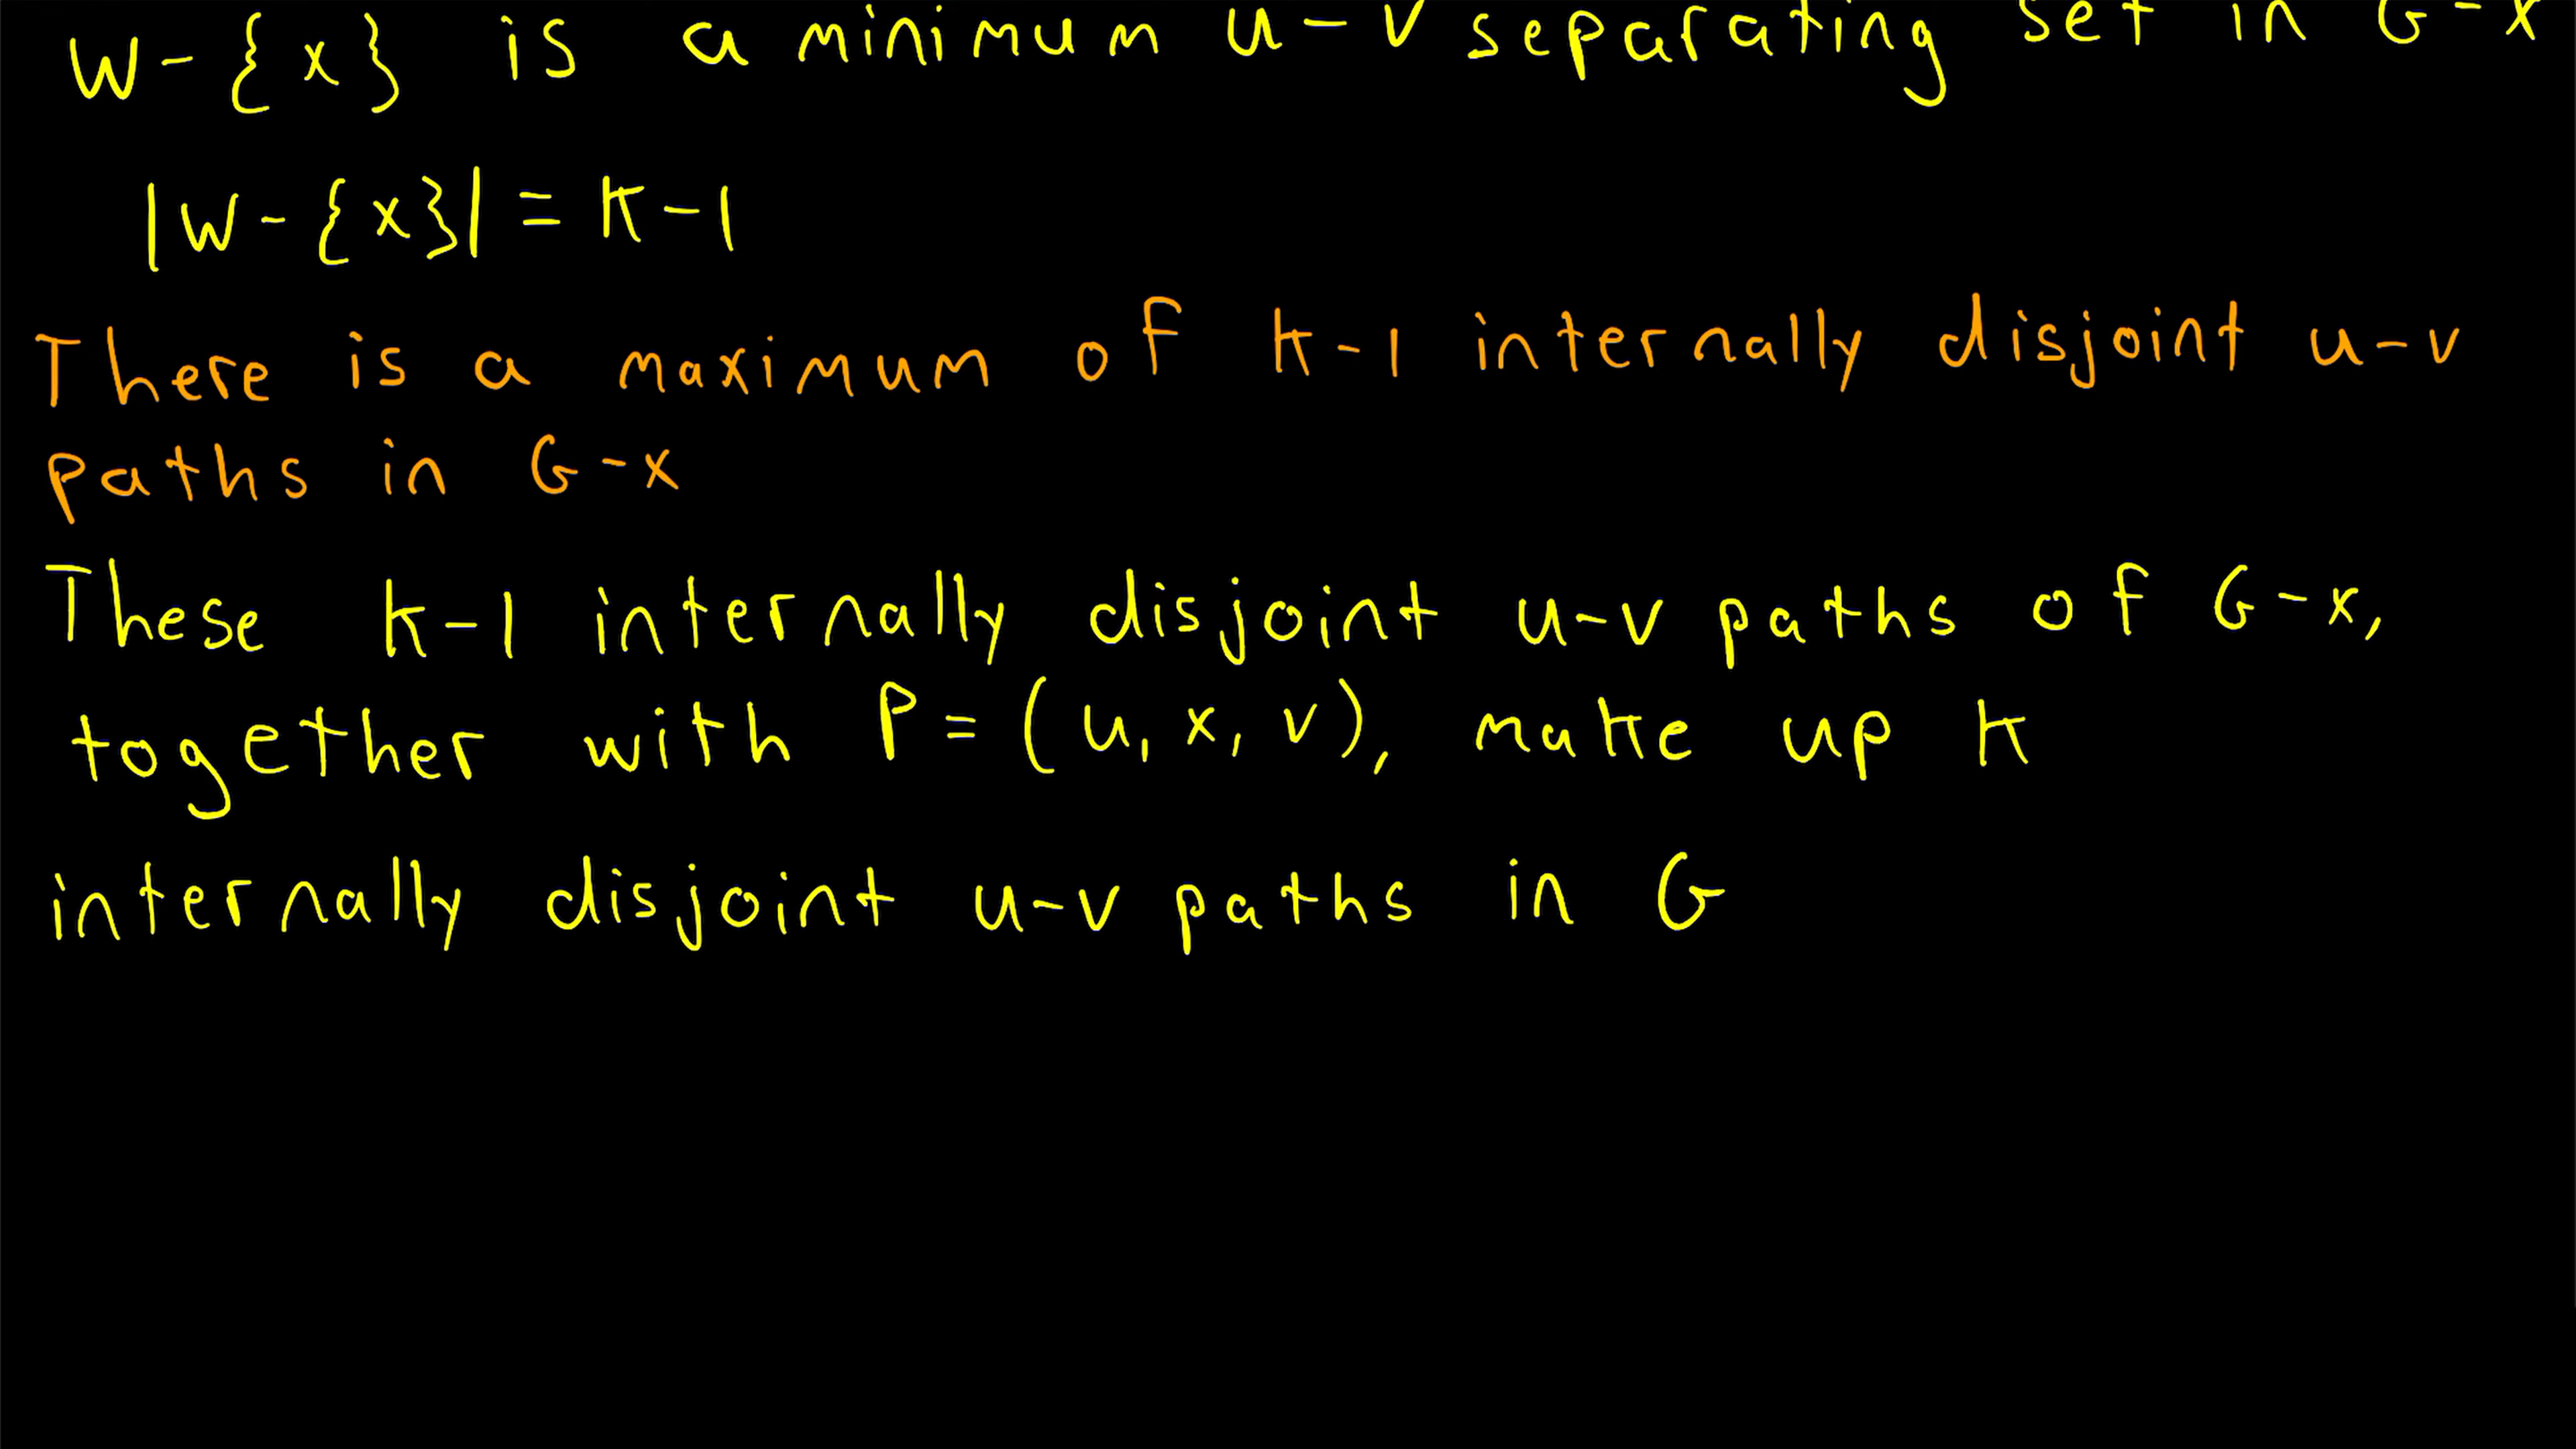 W - {x} is a minimum u-v separating set in G-x
|W - {x}| = k-1
There is a maximum of k-1 internally disjoint u-v
paths in G-x
These k-1 internally disjoint u-v paths of G-x,
together with P = (u, x, v), make up k
internally disjoint u-v paths in G